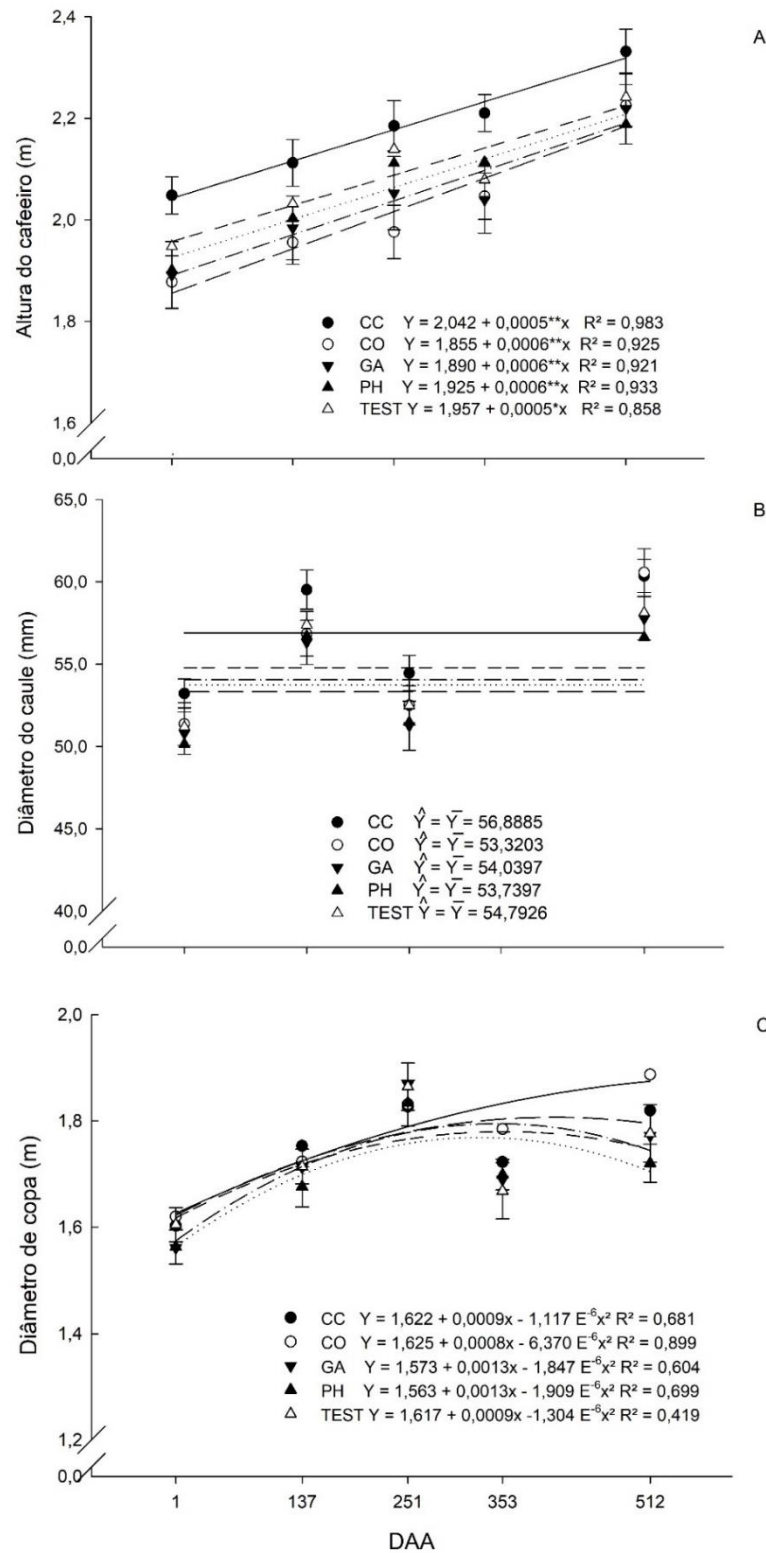 A
Altura do cafeeiro (m)
2,4
2,2
2,0
1,8
1,6
0,0
CC Y = 2,042 + 0,0005**x R² = 0,983
CO Y = 1,855 + 0,0006**x R² = 0,925
GA Y = 1,890 + 0,0006**x R² = 0,921
PH Y = 1,925 + 0,0006**x R² = 0,933
TEST Y = 1,957 + 0,0005*x R² = 0,858
B
Diâmetro do caule (mm)
65,0
60,0
55,0
50,0
45,0
40,0
0,0
CC Ŷ = Ȳ = 56,8885
CO Ŷ = Ȳ = 53,3203
GA Ŷ = Ȳ = 54,0397
PH Ŷ = Ȳ = 53,7397
TEST Ŷ = Ȳ = 54,7926
C
Diâmetro de copa (m)
2,0
1,8
1,6
1,4
1,2
0,0
CC Y = 1,622 + 0,0009x - 1,117 E⁻⁶x² R² = 0,681
CO Y = 1,625 + 0,0008x - 6,370 E⁻⁶x² R² = 0,899
GA Y = 1,573 + 0,0013x - 1,847 E⁻⁶x² R² = 0,604
PH Y = 1,563 + 0,0013x - 1,909 E⁻⁶x² R² = 0,699
TEST Y = 1,617 + 0,0009x -1,304 E⁻⁶x² R² = 0,419
1 137 251 353 512
DAA